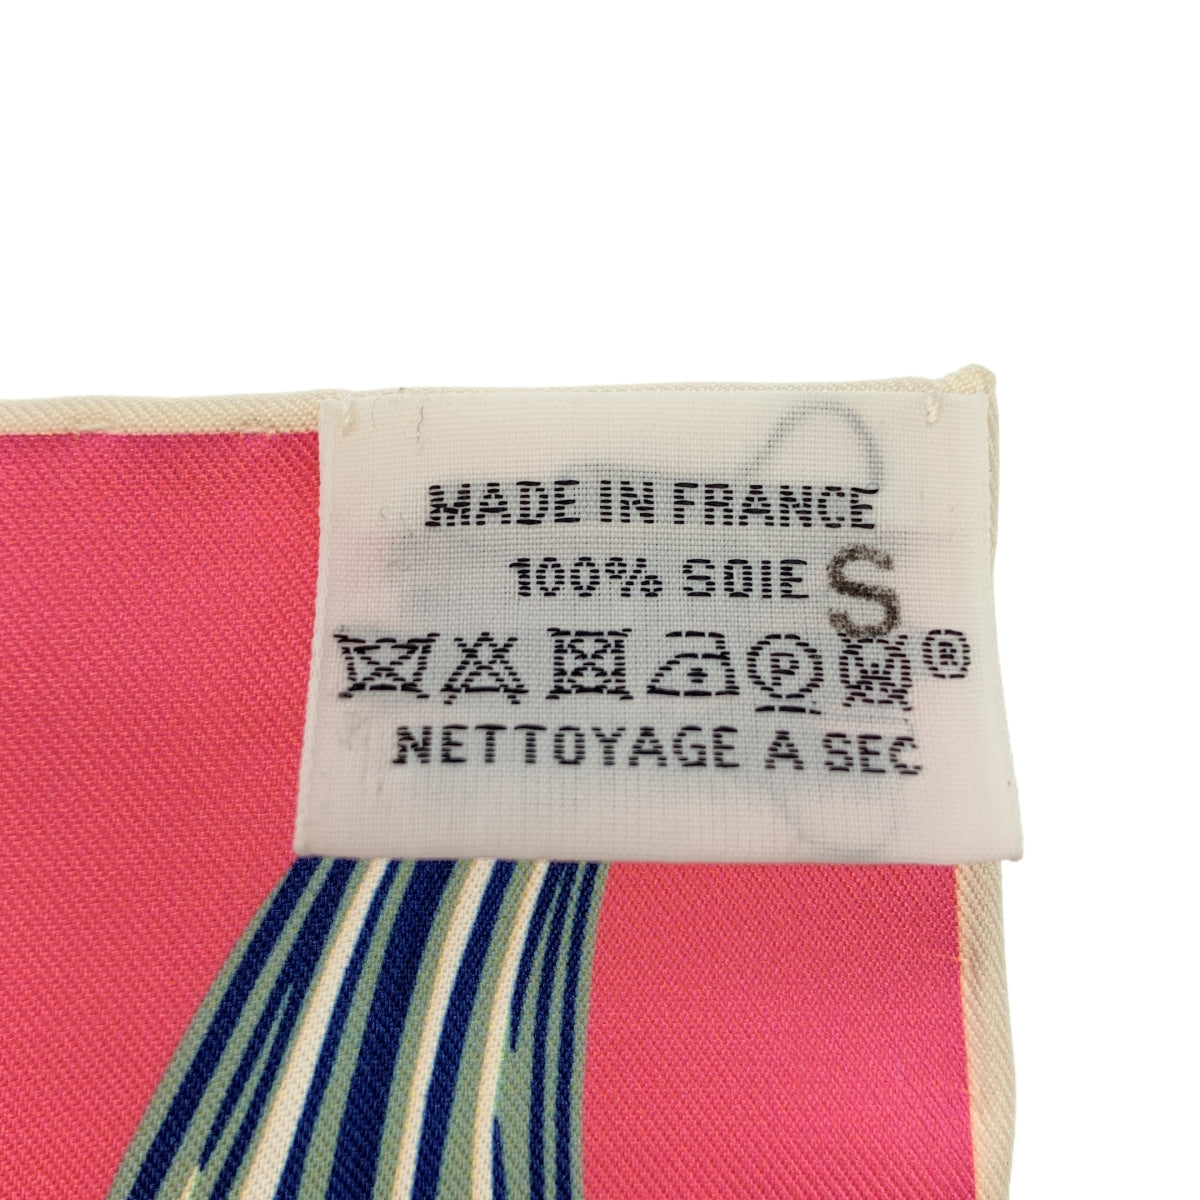 MADE IN FRANCE
100% SOIE S
P W ®
NETTOYAGE A SEC